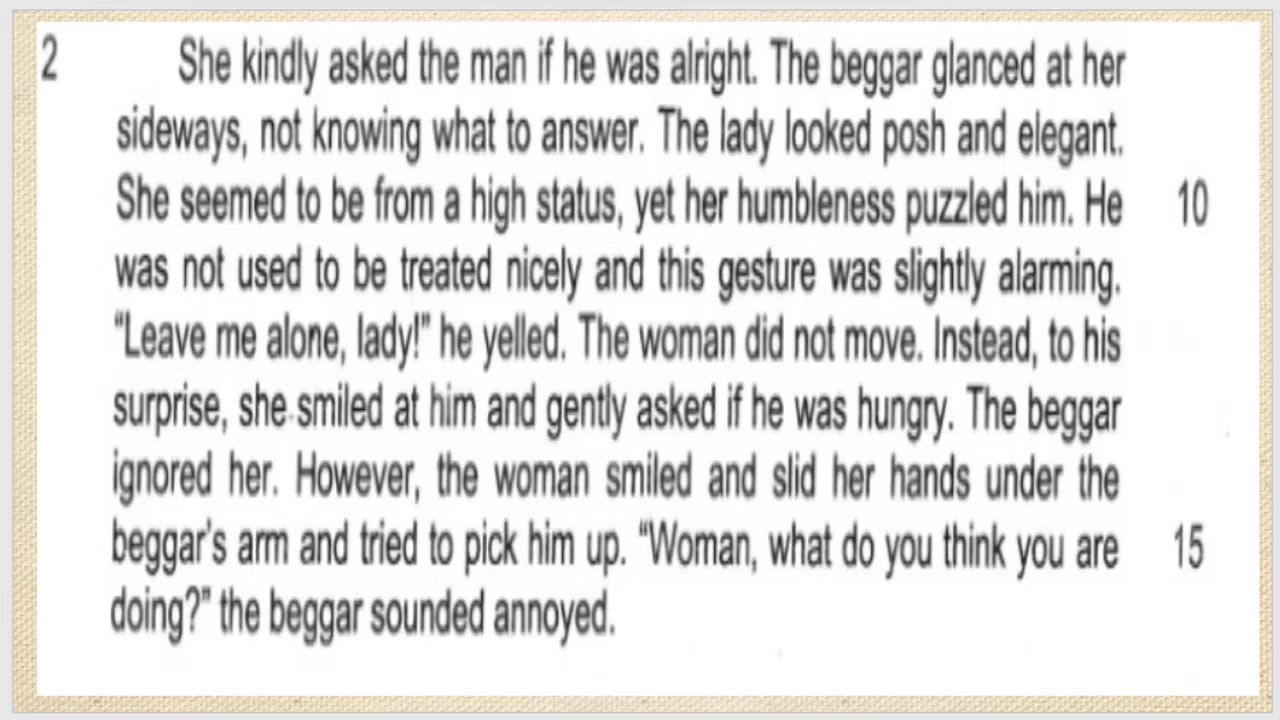 2 She kindly asked the man if he was alright. The beggar glanced at her
sideways, not knowing what to answer. The lady looked posh and elegant.
She seemed to be from a high status, yet her humbleness puzzled him. He 10
was not used to be treated nicely and this gesture was slightly alarming.
“Leave me alone, lady!” he yelled. The woman did not move. Instead, to his
surprise, she smiled at him and gently asked if he was hungry. The beggar
ignored her. However, the woman smiled and slid her hands under the
beggar’s arm and tried to pick him up. “Woman, what do you think you are 15
doing?” the beggar sounded annoyed.